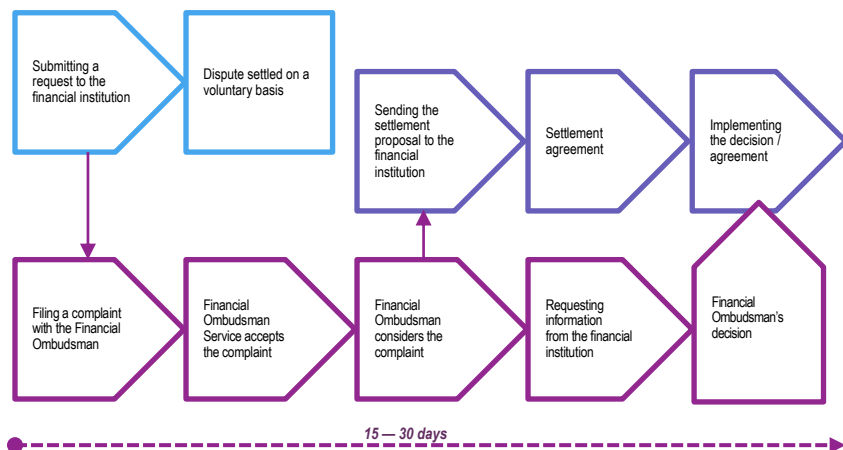 Submitting a
request to the
financial institution
Dispute settled on a
voluntary basis
Sending the
settlement
proposal to the
financial
institution
Settlement
agreement
Implementing
the decision /
agreement
Filing a complaint
with the Financial
Ombudsman
Financial
Ombudsman
Service accepts
the complaint
Financial
Ombudsman
considers the
complaint
Requesting
information
from the financial
institution
Financial
Ombudsman's
decision
15 — 30 days